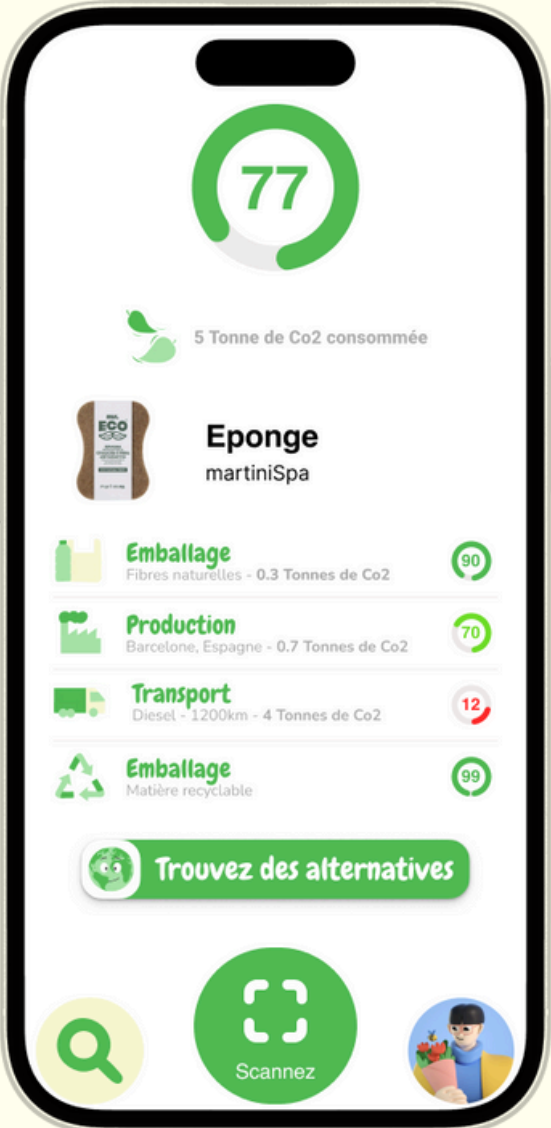 77
5 Tonne de Co2 consommée
ECO
Eponge
martiniSpa
Emballage
Fibres naturelles - 0.3 Tonnes de Co2
90
Production
Barcelone, Espagne - 0.7 Tonnes de Co2
70
Transport
Diesel - 1200km - 4 Tonnes de Co2
12
Emballage
Matière recyclable
99
Trouvez des alternatives
Scannez